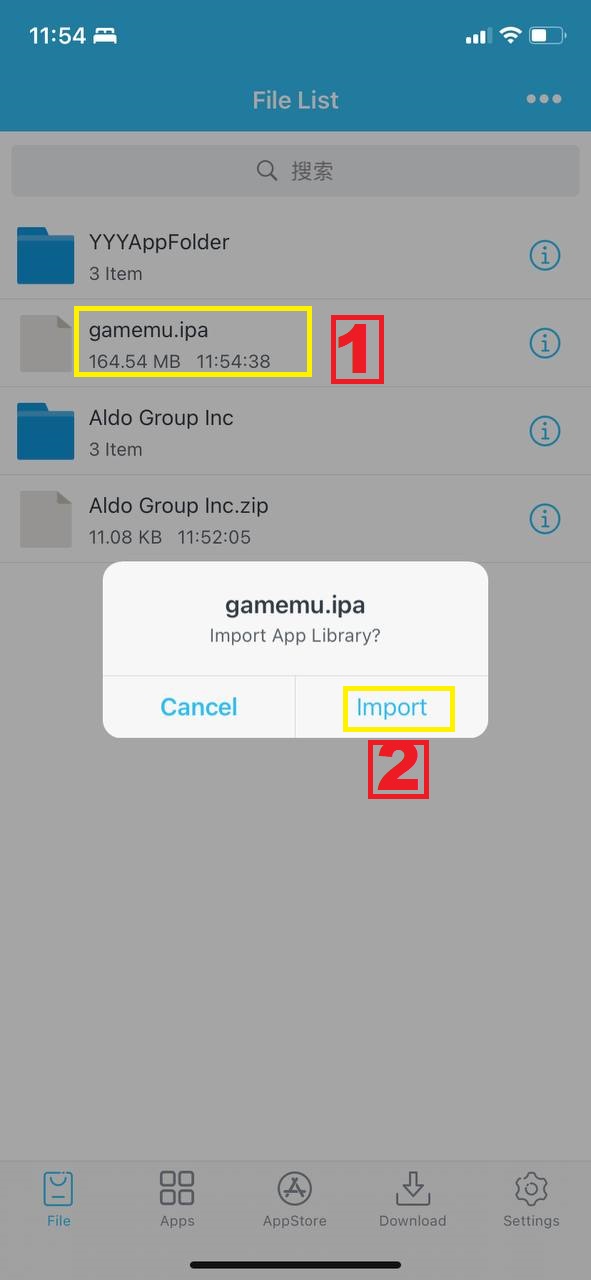 11:54
File List
搜索
YYYAppFolder
3 Item
gamemu.ipa
164.54 MB 11:54:38
1
Aldo Group Inc
3 Item
Aldo Group Inc.zip
11.08 KB 11:52:05
gamemu.ipa
Import App Library?
Cancel Import
2
File Apps AppStore Download Settings